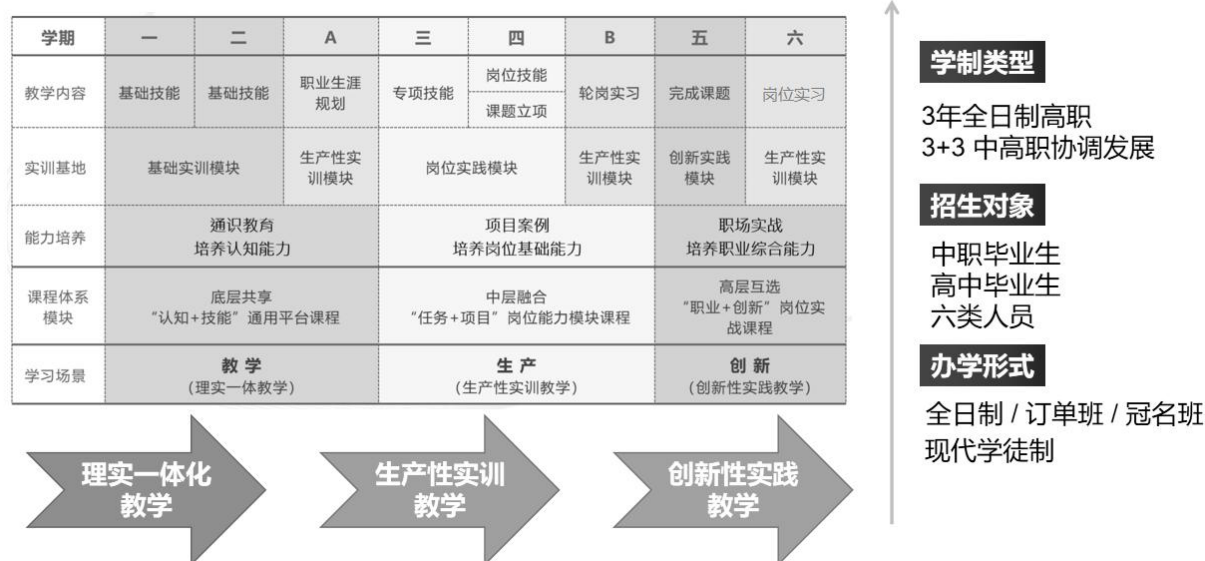 学期 一 二 A 三 四 B 五 六
教学内容 基础技能 基础技能 职业生涯
规划 专项技能 岗位技能
课题立项 轮岗实习 完成课题 岗位实习
实训基地 基础实训模块 生产性实
训模块 岗位实践模块 生产性实
训模块 创新实践
模块 生产性实
训模块
能力培养 通识教育
培养认知能力 项目案例
培养岗位基础能力 职场实战
培养职业综合能力
课程体系
模块 底层共享
“认知+技能”通用平台课程 中层融合
“任务+项目”岗位能力模块课程 高层互选
“职业+创新”岗位实
战课程
学习场景 教 学
(理实一体教学) 生 产
(生产性实训教学) 创 新
(创新性实践教学)
理实一体化
教学
生产性实训
教学
创新性实践
教学
学制类型
3年全日制高职
3+3 中高职协调发展
招生对象
中职毕业生
高中毕业生
六类人员
办学形式
全日制 / 订单班 / 冠名班
现代学徒制